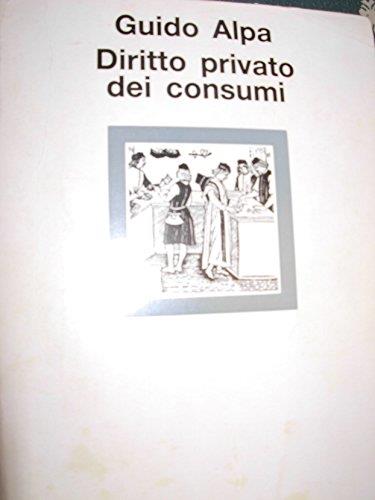 Guido Alpa
Diritto privato
dei consumi